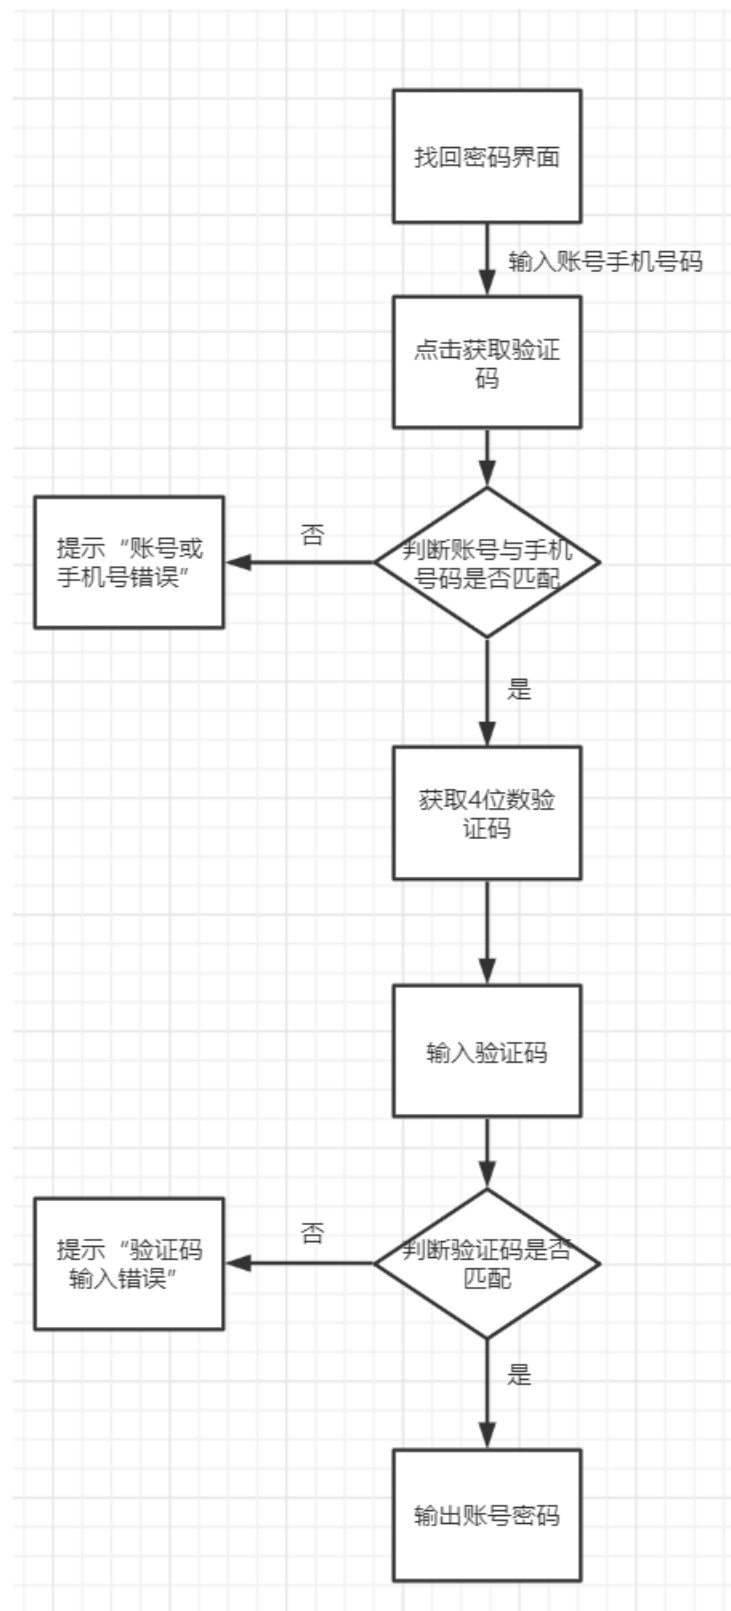 找回密码界面
输入账号手机号码
点击获取验证
码
否
提示“账号或
手机号错误”
判断账号与手机
号码是否匹配
是
获取4位数验
证码
输入验证码
否
提示“验证码
输入错误”
判断验证码是否
匹配
是
输出账号密码